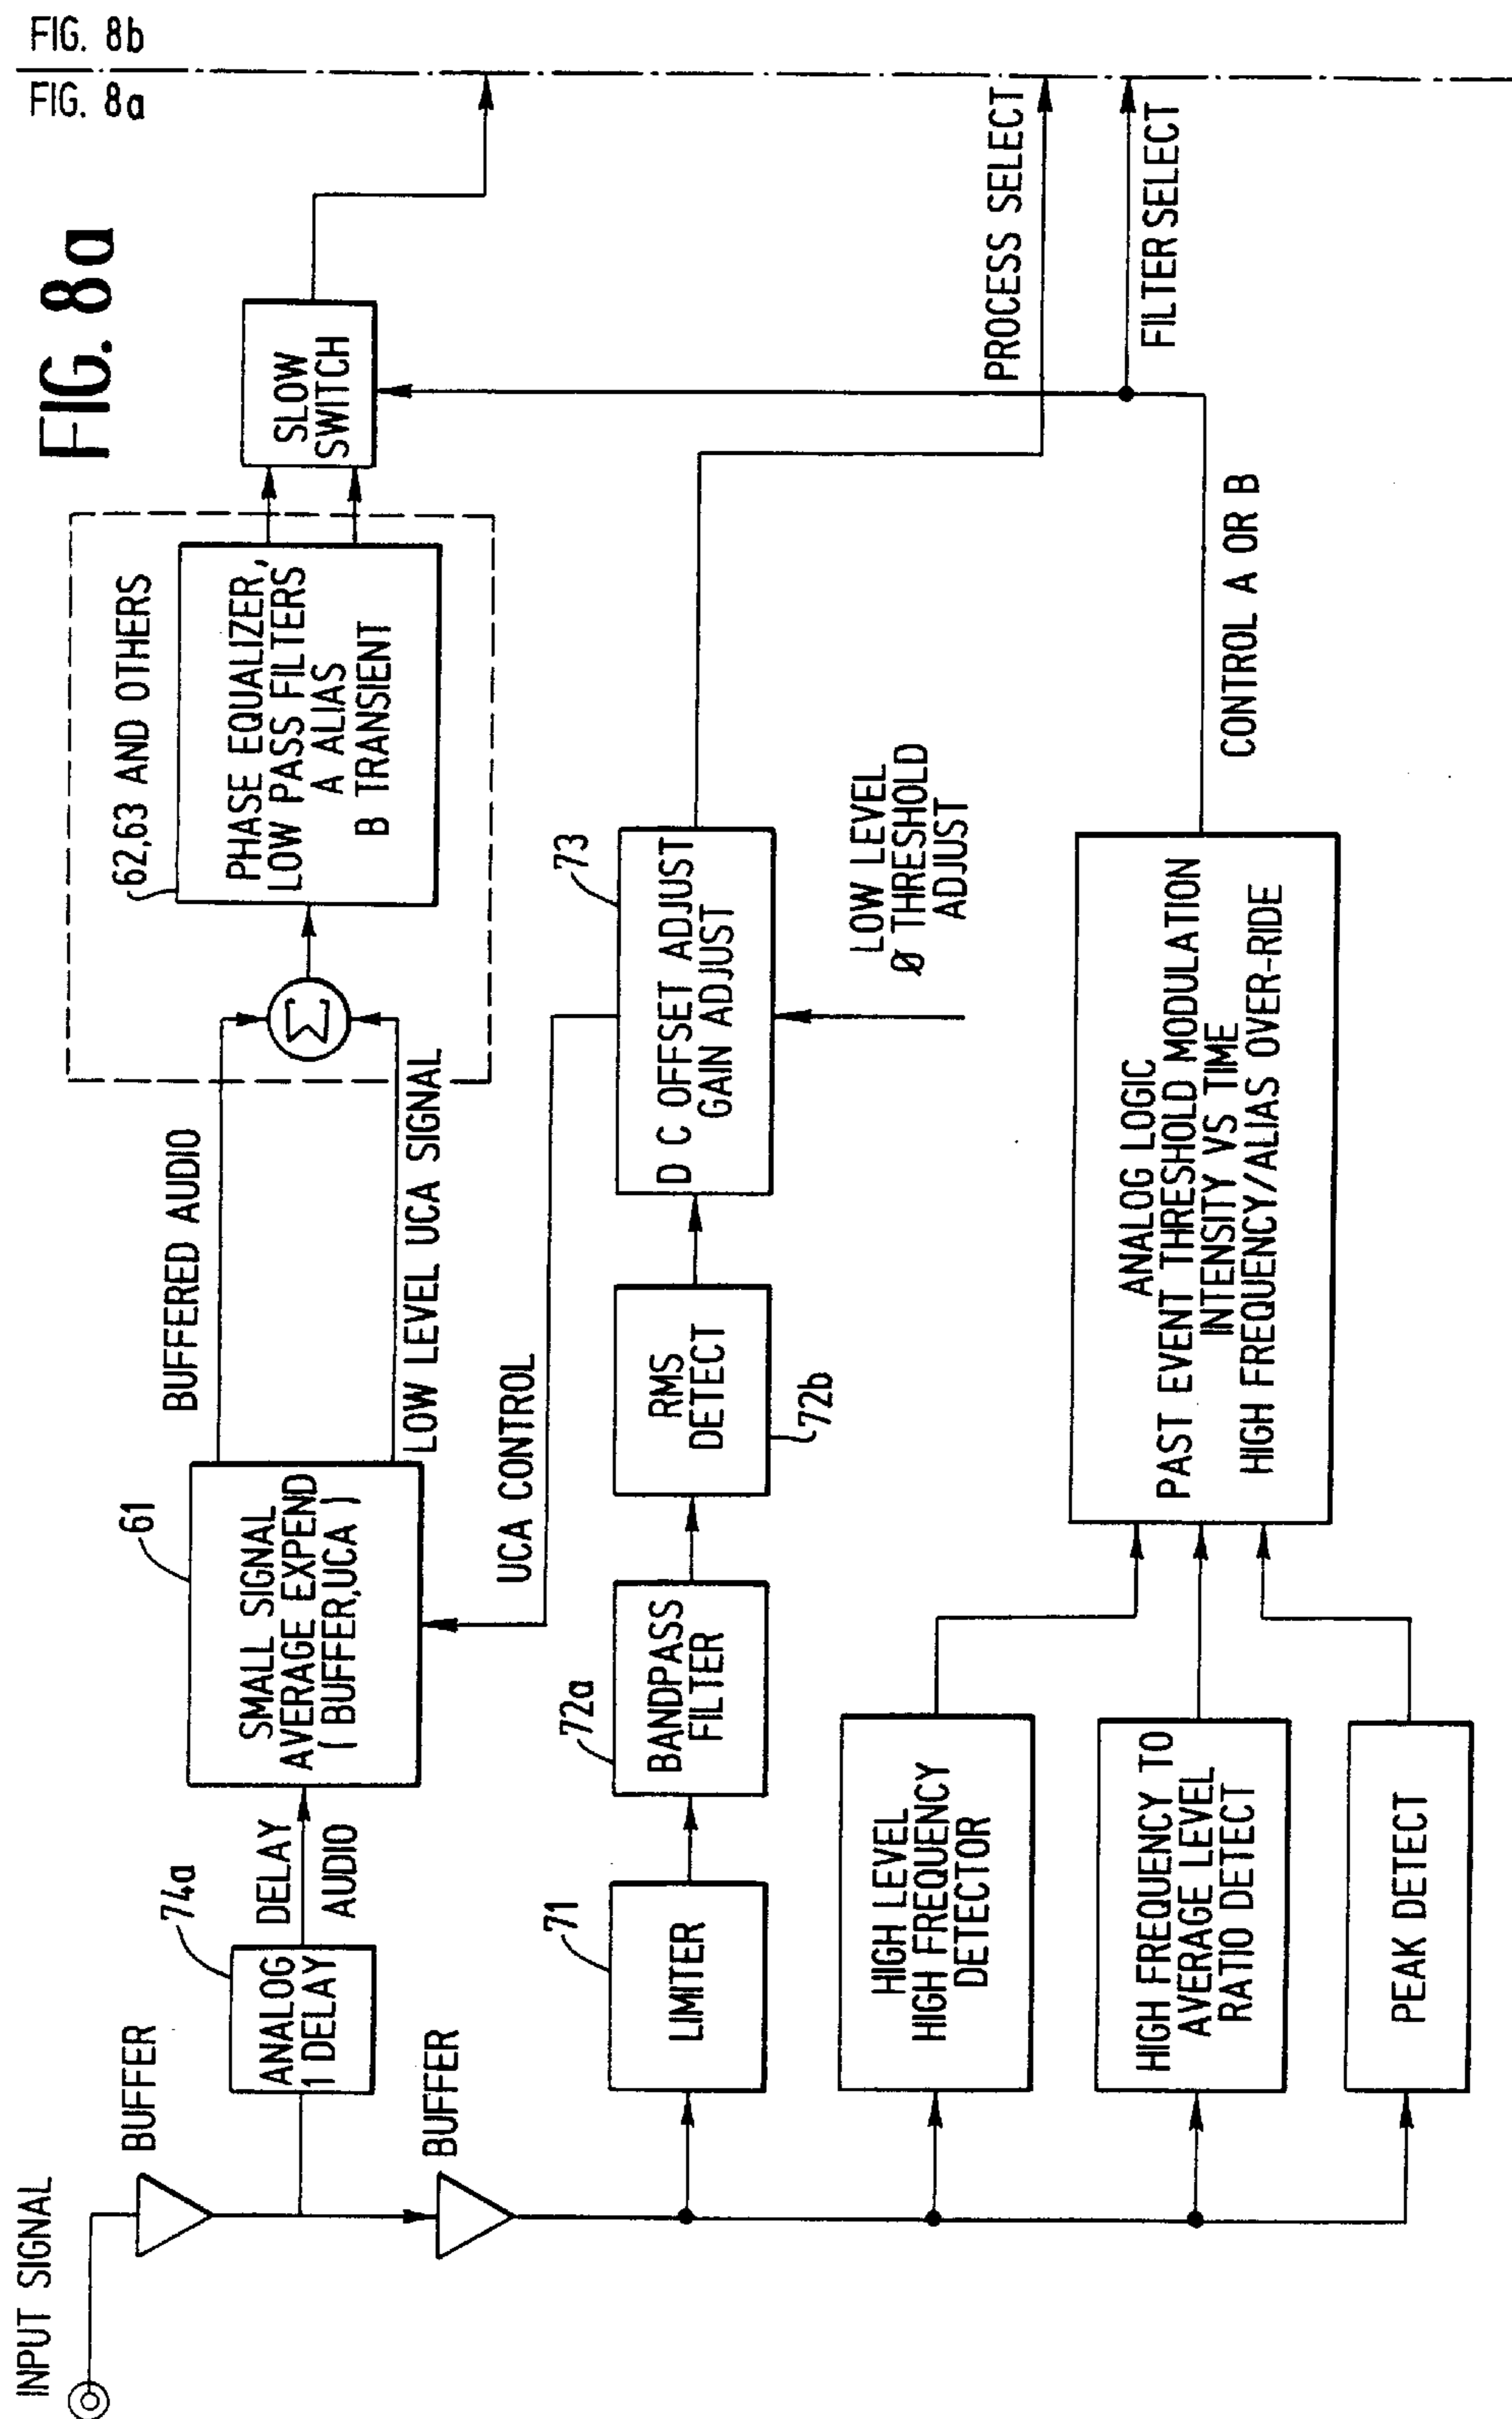 FIG. 8b
FIG. 8a
FIG. 8a
INPUT SIGNAL
BUFFER
74a
ANALOG
1 DELAY
DELAY
AUDIO
61
SMALL SIGNAL
AVERAGE EXPEND
( BUFFER,UCA )
BUFFERED AUDIO
LOW LEVEL UCA SIGNAL
Σ
62,63 AND OTHERS
PHASE EQUALIZER,
LOW PASS FILTERS
A ALIAS
B TRANSIENT
SLOW
SWITCH
BUFFER
71
LIMITER
72a
BANDPASS
FILTER
UCA CONTROL
RMS
DETECT
72b
73
D C OFFSET ADJUST
GAIN ADJUST
LOW LEVEL
Ø THRESHOLD
ADJUST
PROCESS SELECT
FILTER SELECT
HIGH LEVEL
HIGH FREQUENCY
DETECTOR
HIGH FREQUENCY TO
AVERAGE LEVEL
RATIO DETECT
PEAK DETECT
ANALOG LOGIC
PAST EVENT THRESHOLD MODULATION
INTENSITY VS TIME
HIGH FREQUENCY/ALIAS OVER-RIDE
CONTROL A OR B